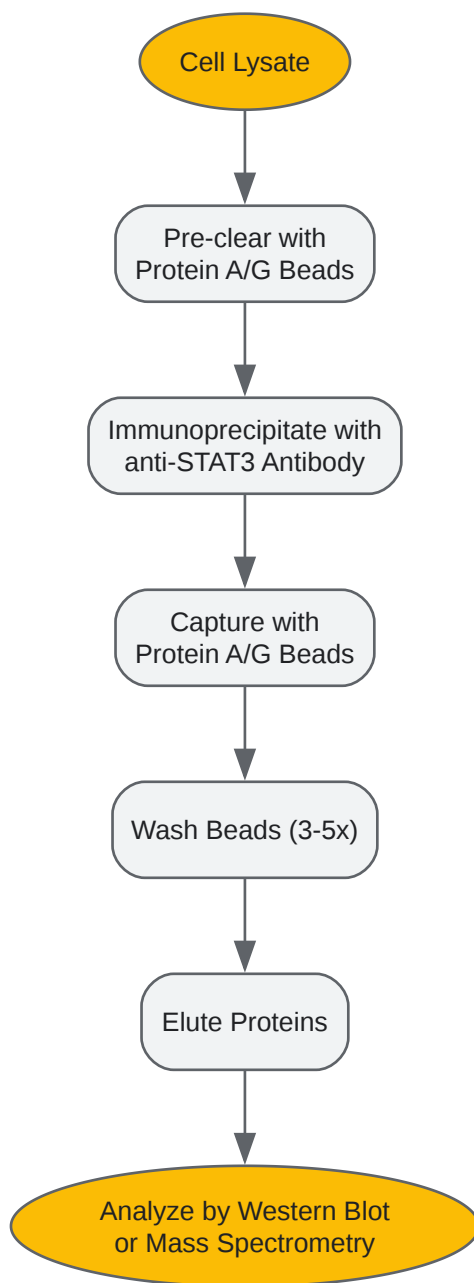 Cell Lysate
Pre-clear with
Protein A/G Beads
Immunoprecipitate with
anti-STAT3 Antibody
Capture with
Protein A/G Beads
Wash Beads (3-5x)
Elute Proteins
Analyze by Western Blot
or Mass Spectrometry